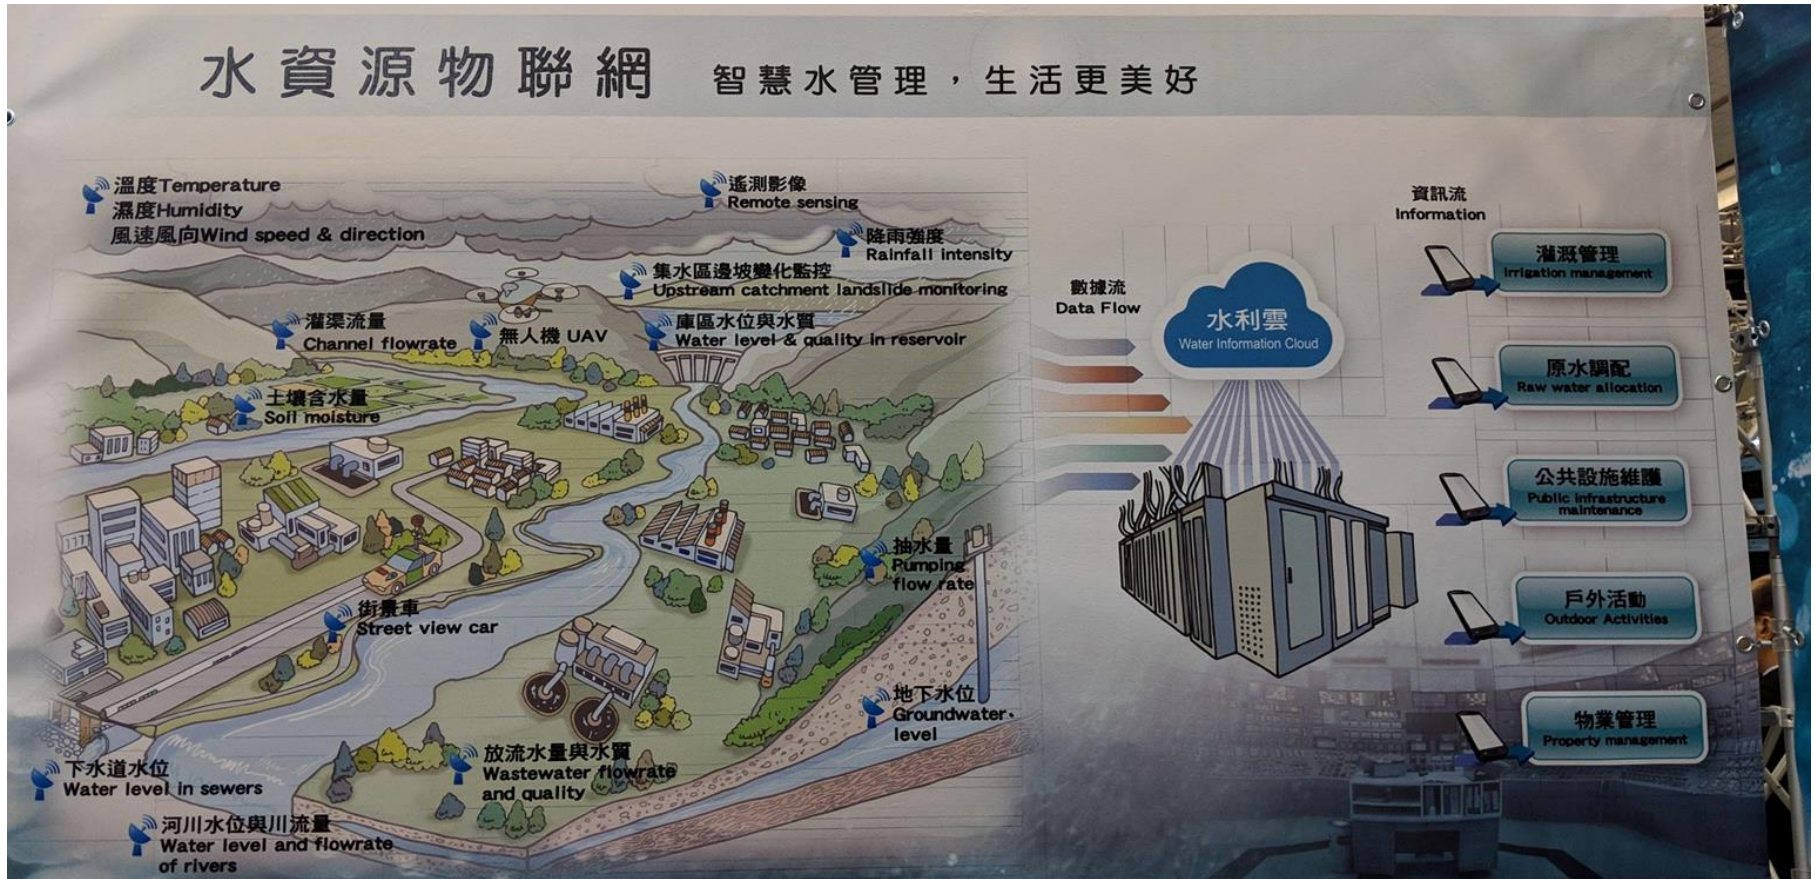 水資源物聯網 智慧水管理，生活更美好
溫度Temperature
濕度Humidity
風速風向Wind speed & direction
遙測影像
Remote sensing
降雨強度
Rainfall intensity
集水區邊坡變化監控
Upstream catchment landslide monitoring
灌渠流量
Channel flowrate
無人機 UAV
庫區水位與水質
Water level & quality in reservoir
土壤含水量
Soil moisture
抽水量
Pumping
flow rate
街景車
Street view car
地下水位
Groundwater
level
放流水量與水質
Wastewater flowrate
and quality
下水道水位
Water level in sewers
河川水位與川流量
Water level and flowrate
of rivers
數據流
Data Flow
水利雲
Water Information Cloud
資訊流
Information
灌溉管理
Irrigation management
原水調配
Raw water allocation
公共設施維護
Public infrastructure
maintenance
戶外活動
Outdoor Activities
物業管理
Property management